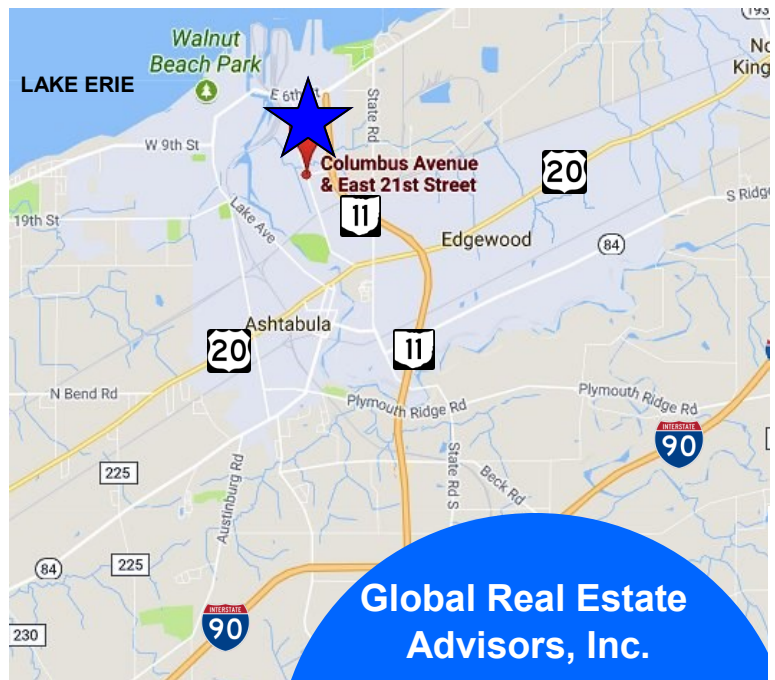 193
Walnut
Beach Park
No
King
LAKE ERIE
E 6th St
State Rd
W 9th St
Columbus Avenue
& East 21st Street
20
S Ridge
19th St
Lake Ave
11
Edgewood
84
Ashtabula
20
11
N Bend Rd
Plymouth Ridge Rd
Plymouth Ridge Rd
INTERSTATE
90
225
Austinburg Rd
State Rd S
Beck Rd
84
225
Global Real Estate
Advisors, Inc.
INTERSTATE
90
230